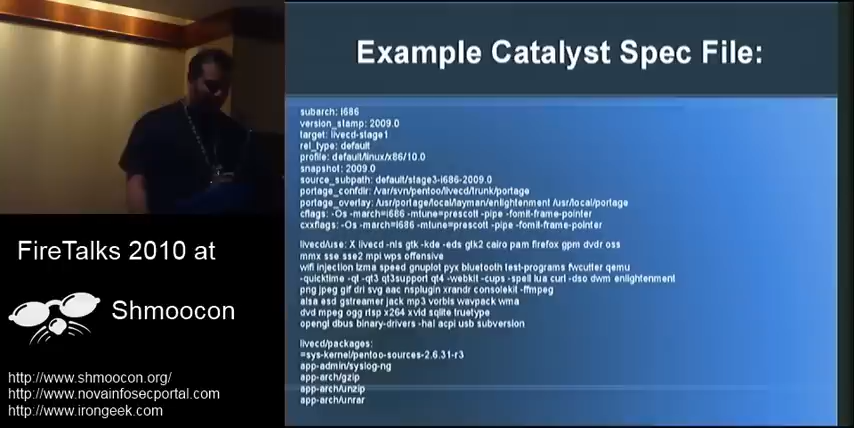 Example Catalyst Spec File:
subarch: i686
version_stamp: 2009.0
target: livecd-stage1
rel_type: default
profile: default/linux/x86/10.0
snapshot: 2009.0
source_subpath: default/stage3-i686-2009.0
portage_confdir: /var/svn/pentoo/livecd/trunk/portage
portage_overlay: /usr/portage/local/layman/enlightenment /usr/local/portage
cflags: -Os -march=i686 -mtune=prescott -pipe -fomit-frame-pointer
cxxflags: -Os -march=i686 -mtune=prescott -pipe -fomit-frame-pointer
livecd/use: X livecd -nls gtk -kde -eds gtk2 cairo pam firefox gpm dvdr oss
mmx sse sse2 mpi wps offensive
wifi injection lzma speed gnuplot pyx bluetooth test-programs fwcutter qemu
-quicktime -qt -qt3 qt3support qt4 -webkit -cups -spell lua curl -dso dwm enlightenment
png jpeg gif dri svg aac nsplugin xrandr consolekit -ffmpeg
alsa esd gstreamer jack mp3 vorbis wavpack wma
dvd mpeg ogg rtsp x264 xvid sqlite truetype
opengl dbus binary-drivers -hal acpi usb subversion
livecd/packages:
=sys-kernel/pentoo-sources-2.6.31-r3
app-admin/syslog-ng
app-arch/gzip
app-arch/unzip
app-arch/unrar
FireTalks 2010 at
Shmoocon
http://www.shmoocon.org/
http://www.novainfosecportal.com
http://www.irongeek.com